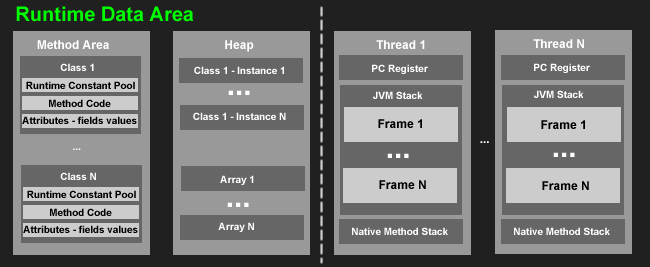 Runtime Data Area
Method Area
Class 1
Runtime Constant Pool
Method Code
Attributes - fields values
...
Class N
Runtime Constant Pool
Method Code
Attributes - fields values
Heap
Class 1 - Instance 1
...
Class 1 - Instance N
Array 1
...
Array N
Thread 1
PC Register
JVM Stack
Frame 1
...
Frame N
Native Method Stack
...
Thread N
PC Register
JVM Stack
Frame 1
...
Frame N
Native Method Stack